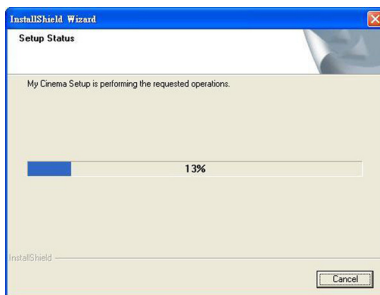 InstallShield Wizard
Setup Status
My Cinema Setup is performing the requested operations.
13%
InstallShield
Cancel